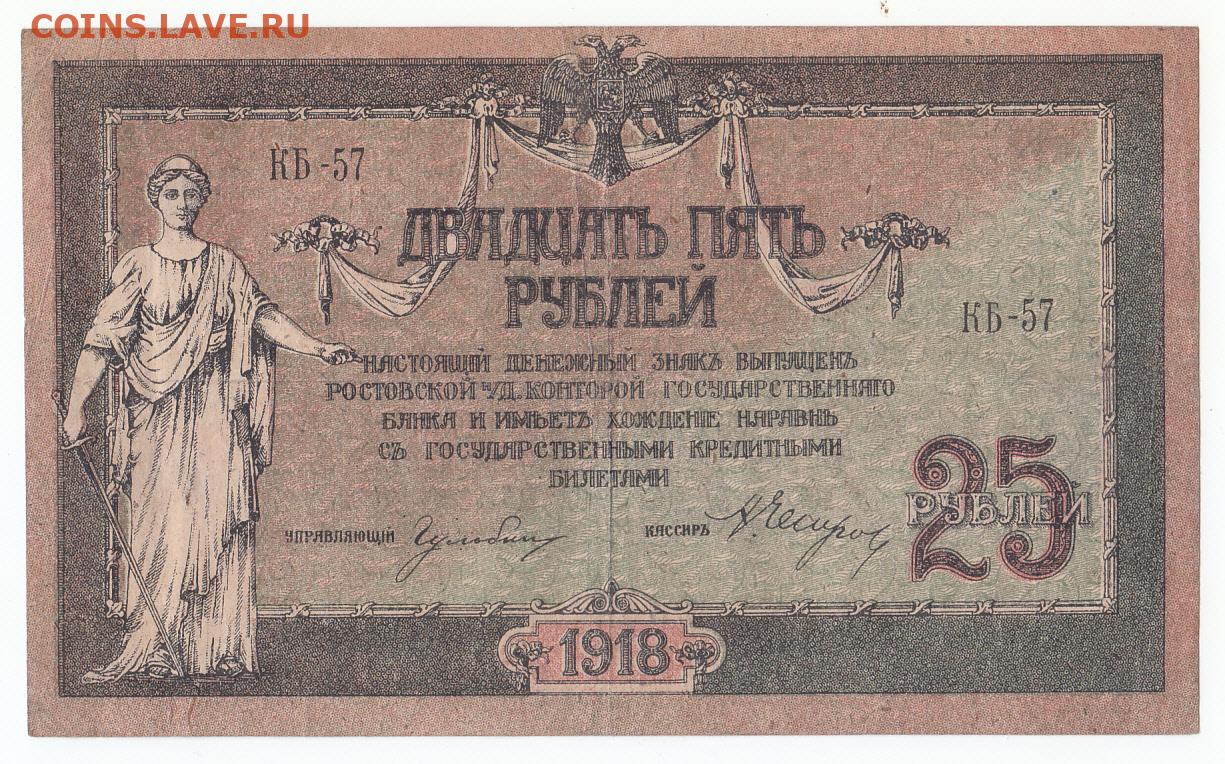 COINS.LAVE.RU
КБ-57
ДВАДЦАТЬ ПЯТЬ
РУБЛЕЙ
КБ-57
НАСТОЯЩІЙ ДЕНЕЖНЫЙ ЗНАКЪ ВЫПУЩЕНЪ
РОСТОВСКОЙ Н/Д. КОНТОРОЙ ГОСУДАРСТВЕННАГО
БАНКА И ИМѢЕТЪ ХОЖДЕНІЕ НАРАВНѢ
СЪ ГОСУДАРСТВЕННЫМИ КРЕДИТНЫМИ
БИЛЕТАМИ
25
РУБЛЕЙ
УПРАВЛЯЮЩІЙ
КАССИРЪ
1918